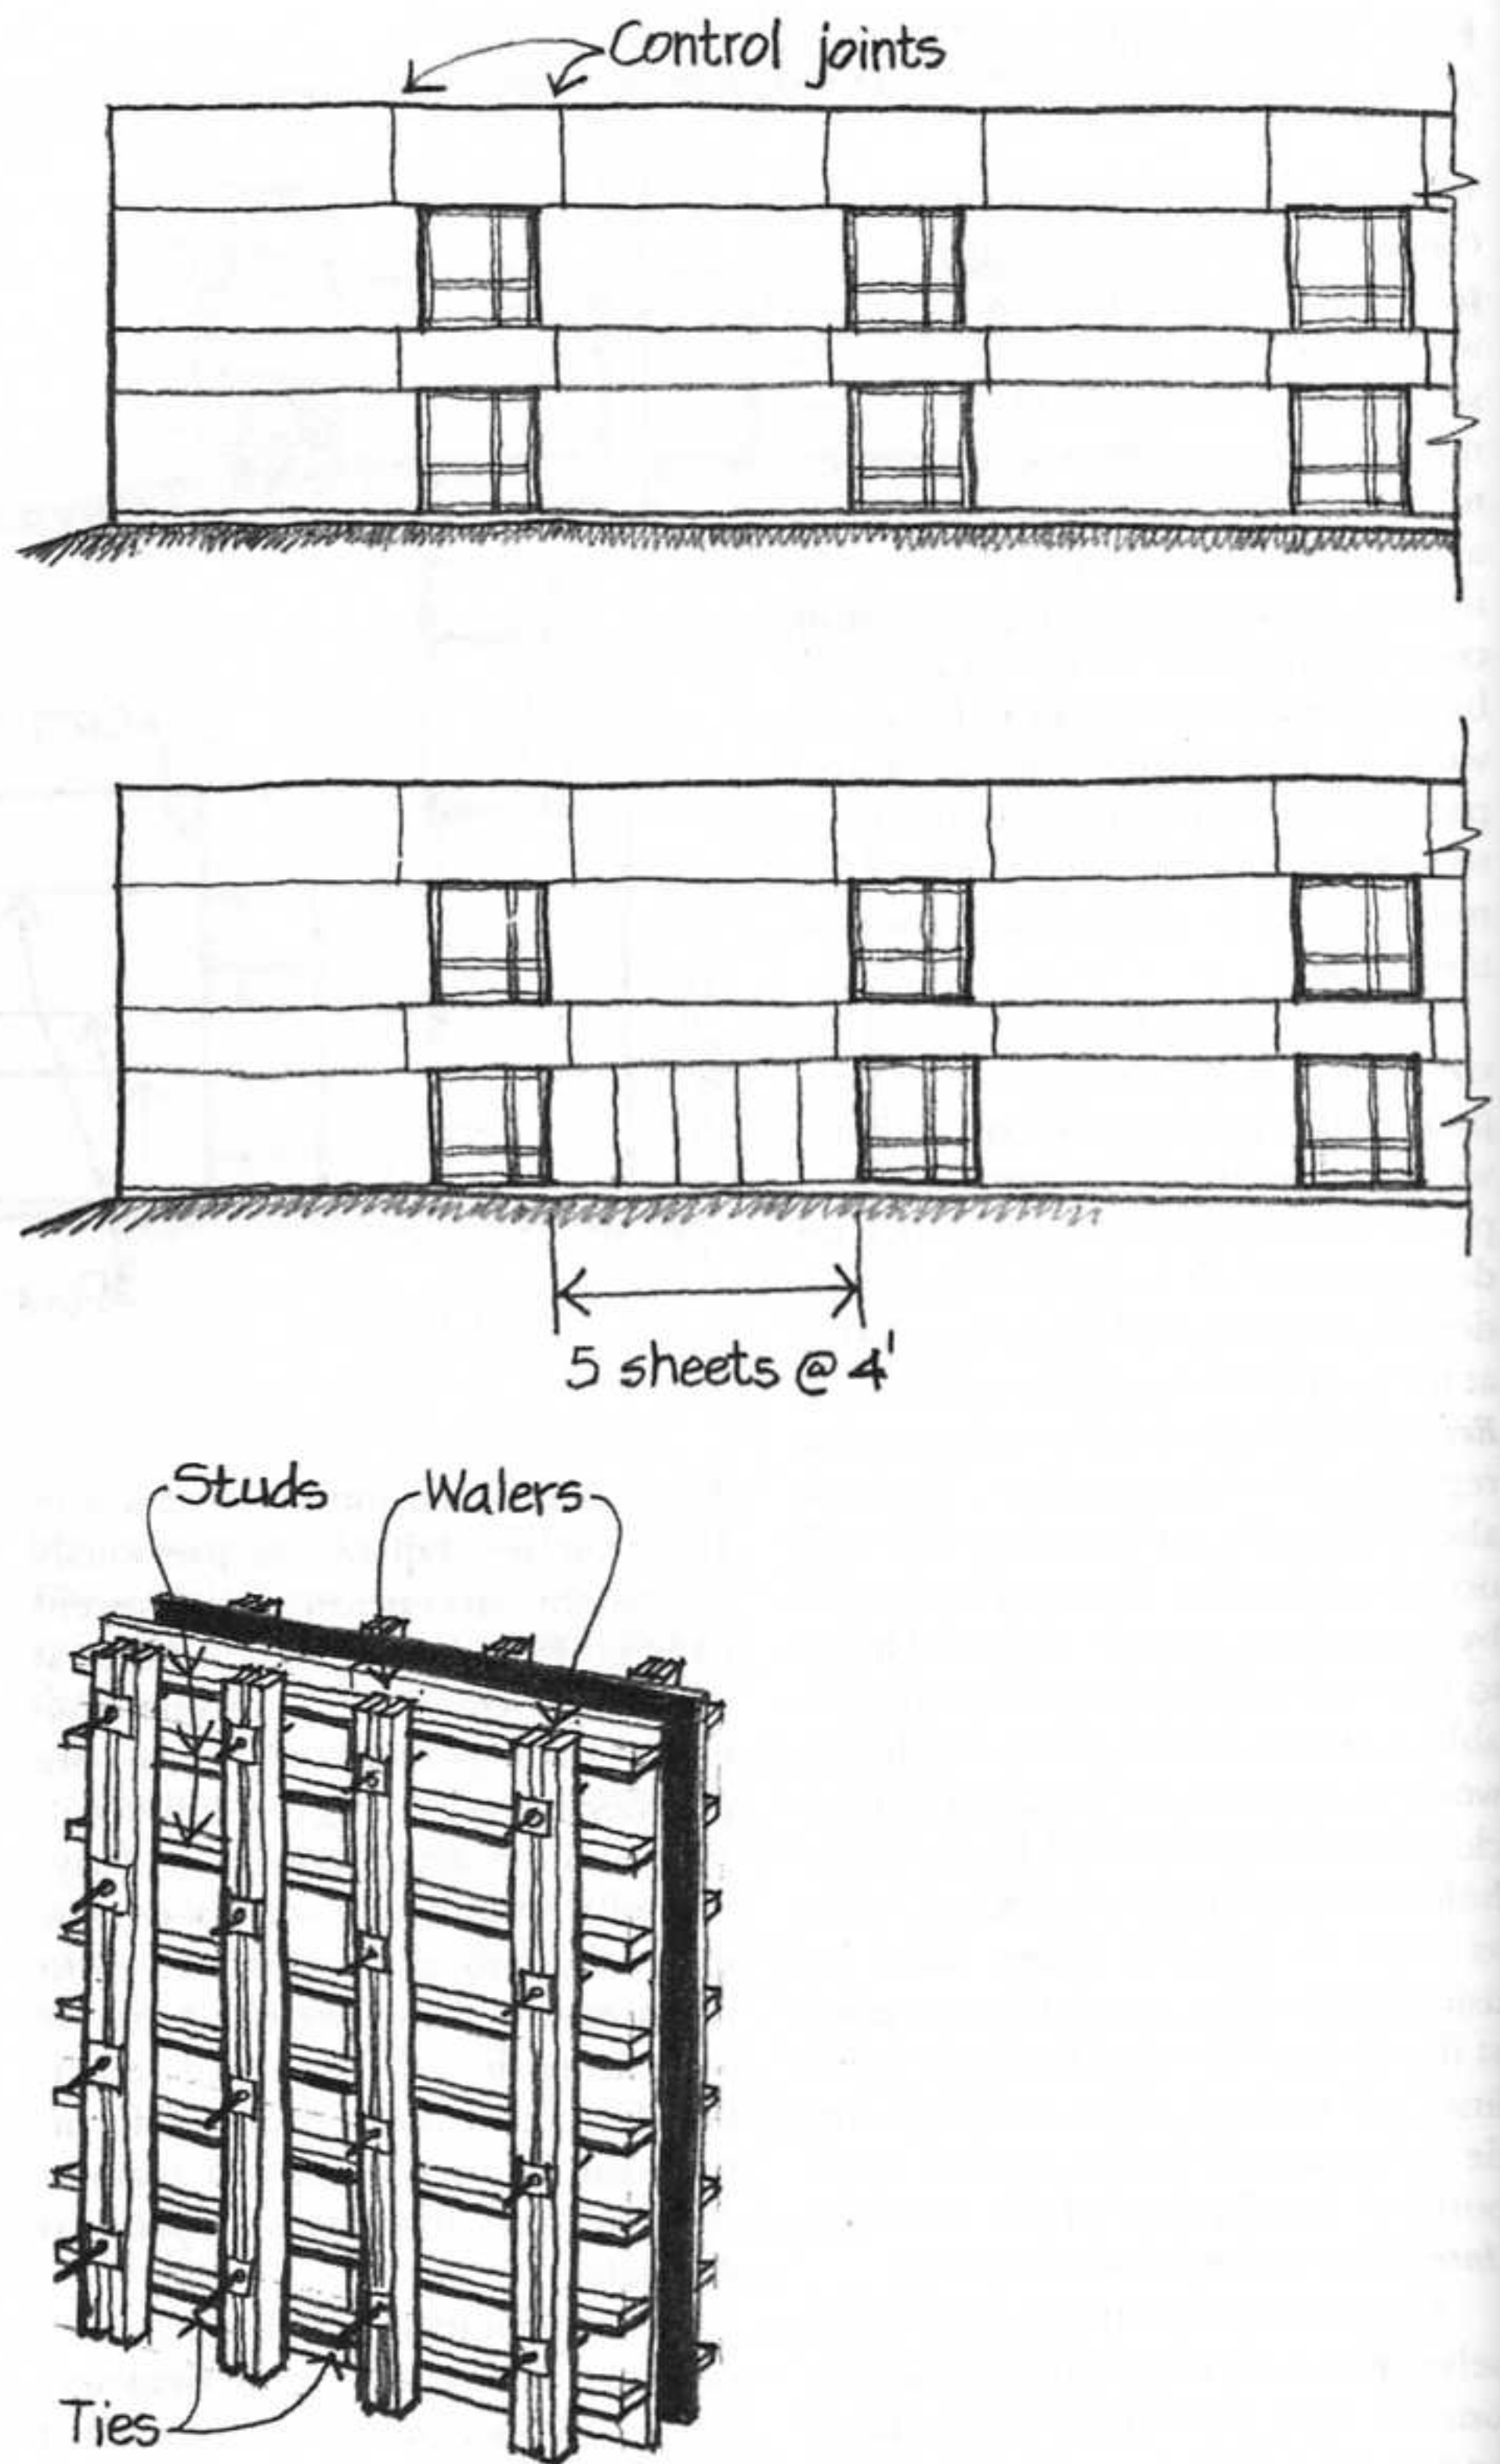 Control joints
5 sheets @ 4'
Studs
Walers
Ties